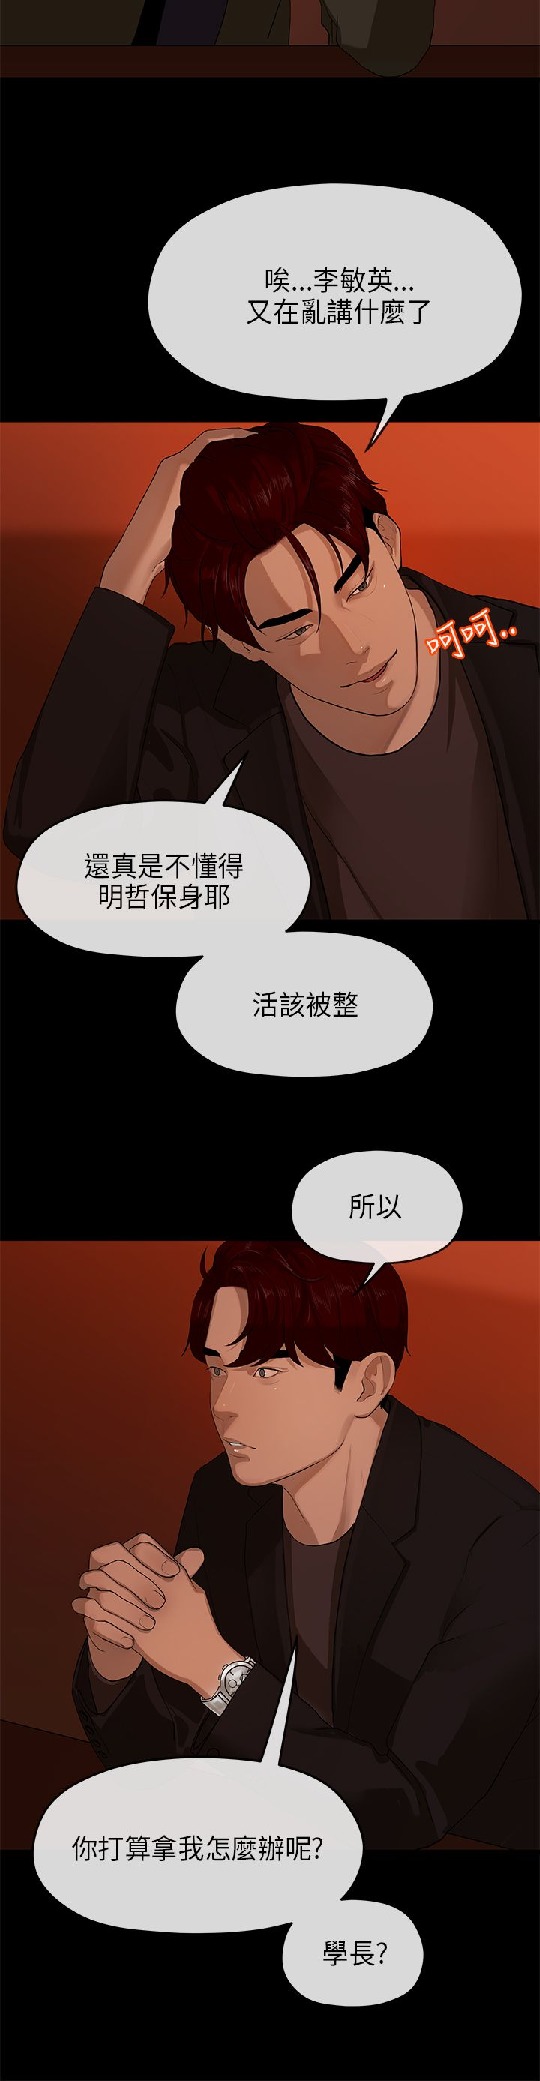 唉...李敏英...
又在亂講什麼了
呵呵..
還真是不懂得
明哲保身耶
活該被整
所以
你打算拿我怎麼辦呢?
學長?